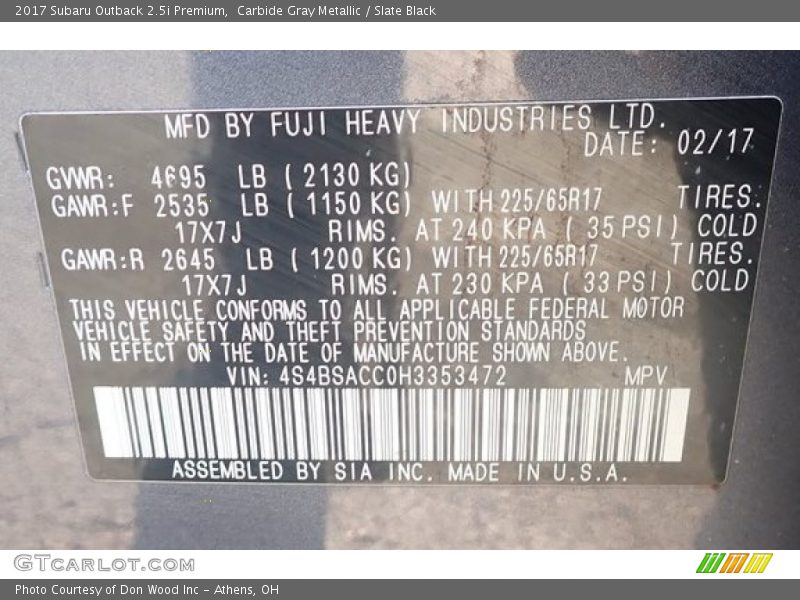 2017 Subaru Outback 2.5i Premium,  Carbide Gray Metallic / Slate Black
MFD BY FUJI HEAVY INDUSTRIES LTD.
DATE: 02/17
GVWR: 4695 LB ( 2130 KG)
GAWR:F 2535 LB ( 1150 KG) WITH 225/65R17 TIRES.
17X7J RIMS. AT 240 KPA ( 35 PSI) COLD
GAWR:R 2645 LB ( 1200 KG) WITH 225/65R17 TIRES.
17X7J RIMS. AT 230 KPA ( 33 PSI) COLD
THIS VEHICLE CONFORMS TO ALL APPLICABLE FEDERAL MOTOR
VEHICLE SAFETY AND THEFT PREVENTION STANDARDS
IN EFFECT ON THE DATE OF MANUFACTURE SHOWN ABOVE.
VIN: 4S4BSACC0H3353472 MPV
ASSEMBLED BY SIA INC. MADE IN U.S.A.
GTCARLOT.COM
Photo Courtesy of Don Wood Inc – Athens, OH